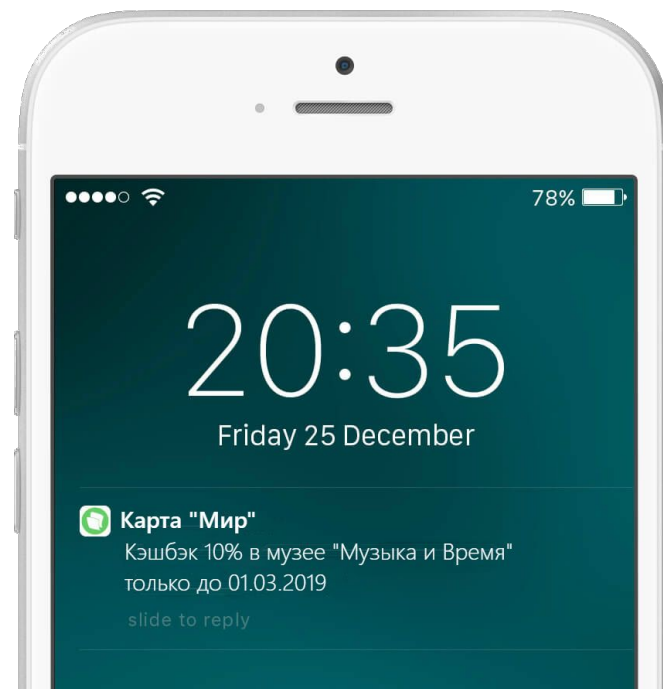 78%
20:35
Friday 25 December
Карта "Мир"
Кэшбэк 10% в музее "Музыка и Время"
только до 01.03.2019
slide to reply